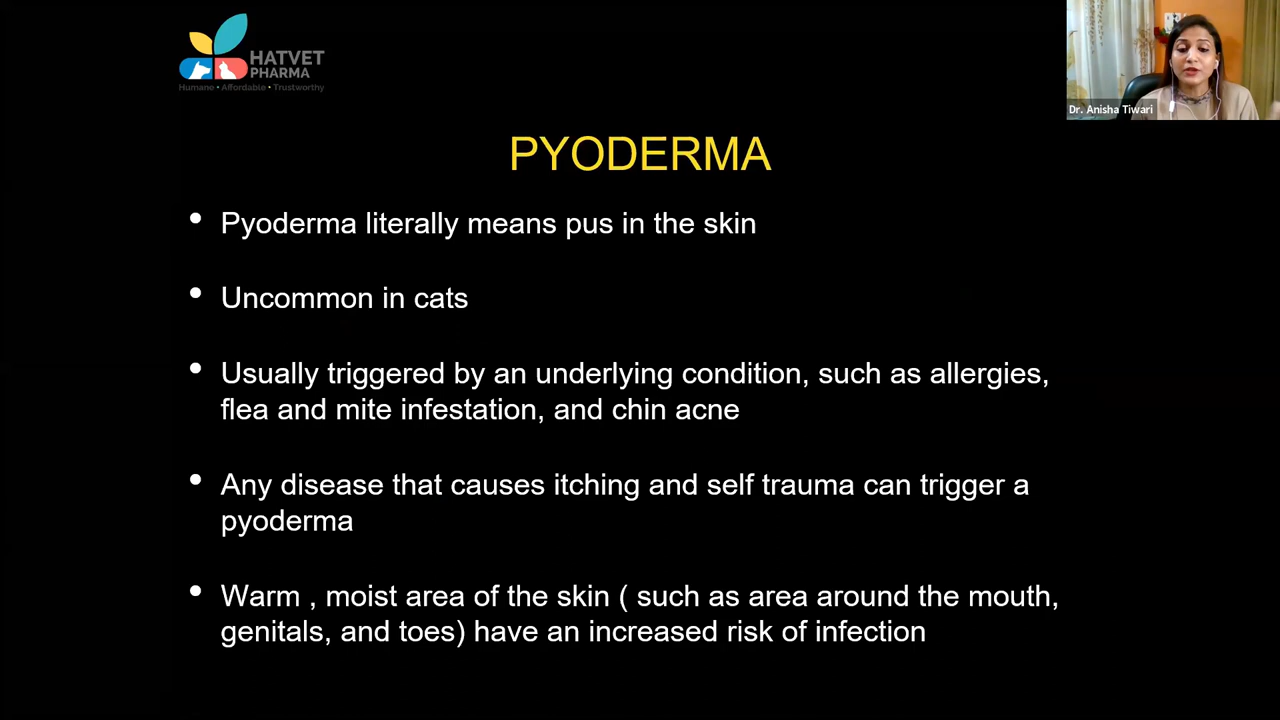 HATVET
PHARMA
Humane • Affordable • Trustworthy
Dr. Anisha Tiwari
PYODERMA
• Pyoderma literally means pus in the skin
• Uncommon in cats
• Usually triggered by an underlying condition, such as allergies,
flea and mite infestation, and chin acne
• Any disease that causes itching and self trauma can trigger a
pyoderma
• Warm , moist area of the skin ( such as area around the mouth,
genitals, and toes) have an increased risk of infection